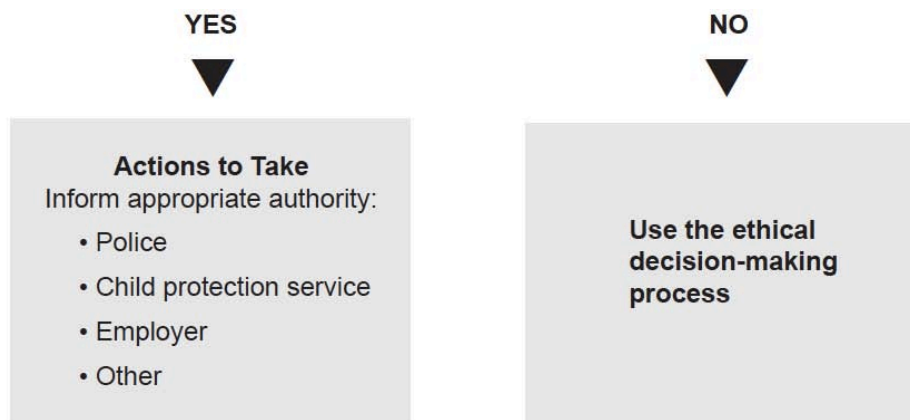 YES
NO
Actions to Take
Inform appropriate authority:
• Police
• Child protection service
• Employer
• Other
Use the ethical
decision-making
process